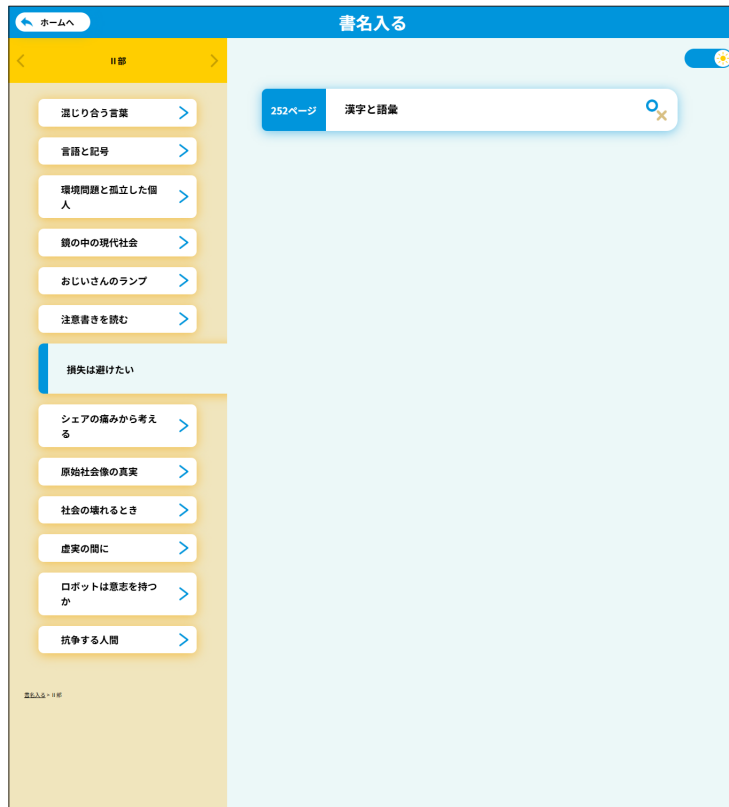 ホームへ
書名入る
II部
混じり合う言葉
言語と記号
環境問題と孤立した個
人
鏡の中の現代社会
おじいさんのランプ
注意書きを読む
損失は避けたい
シェアの痛みから考え
る
原始社会像の真実
社会の壊れるとき
虚実の間に
ロボットは意志を持つ
か
抗争する人間
書名入る > II部
252ページ
漢字と語彙